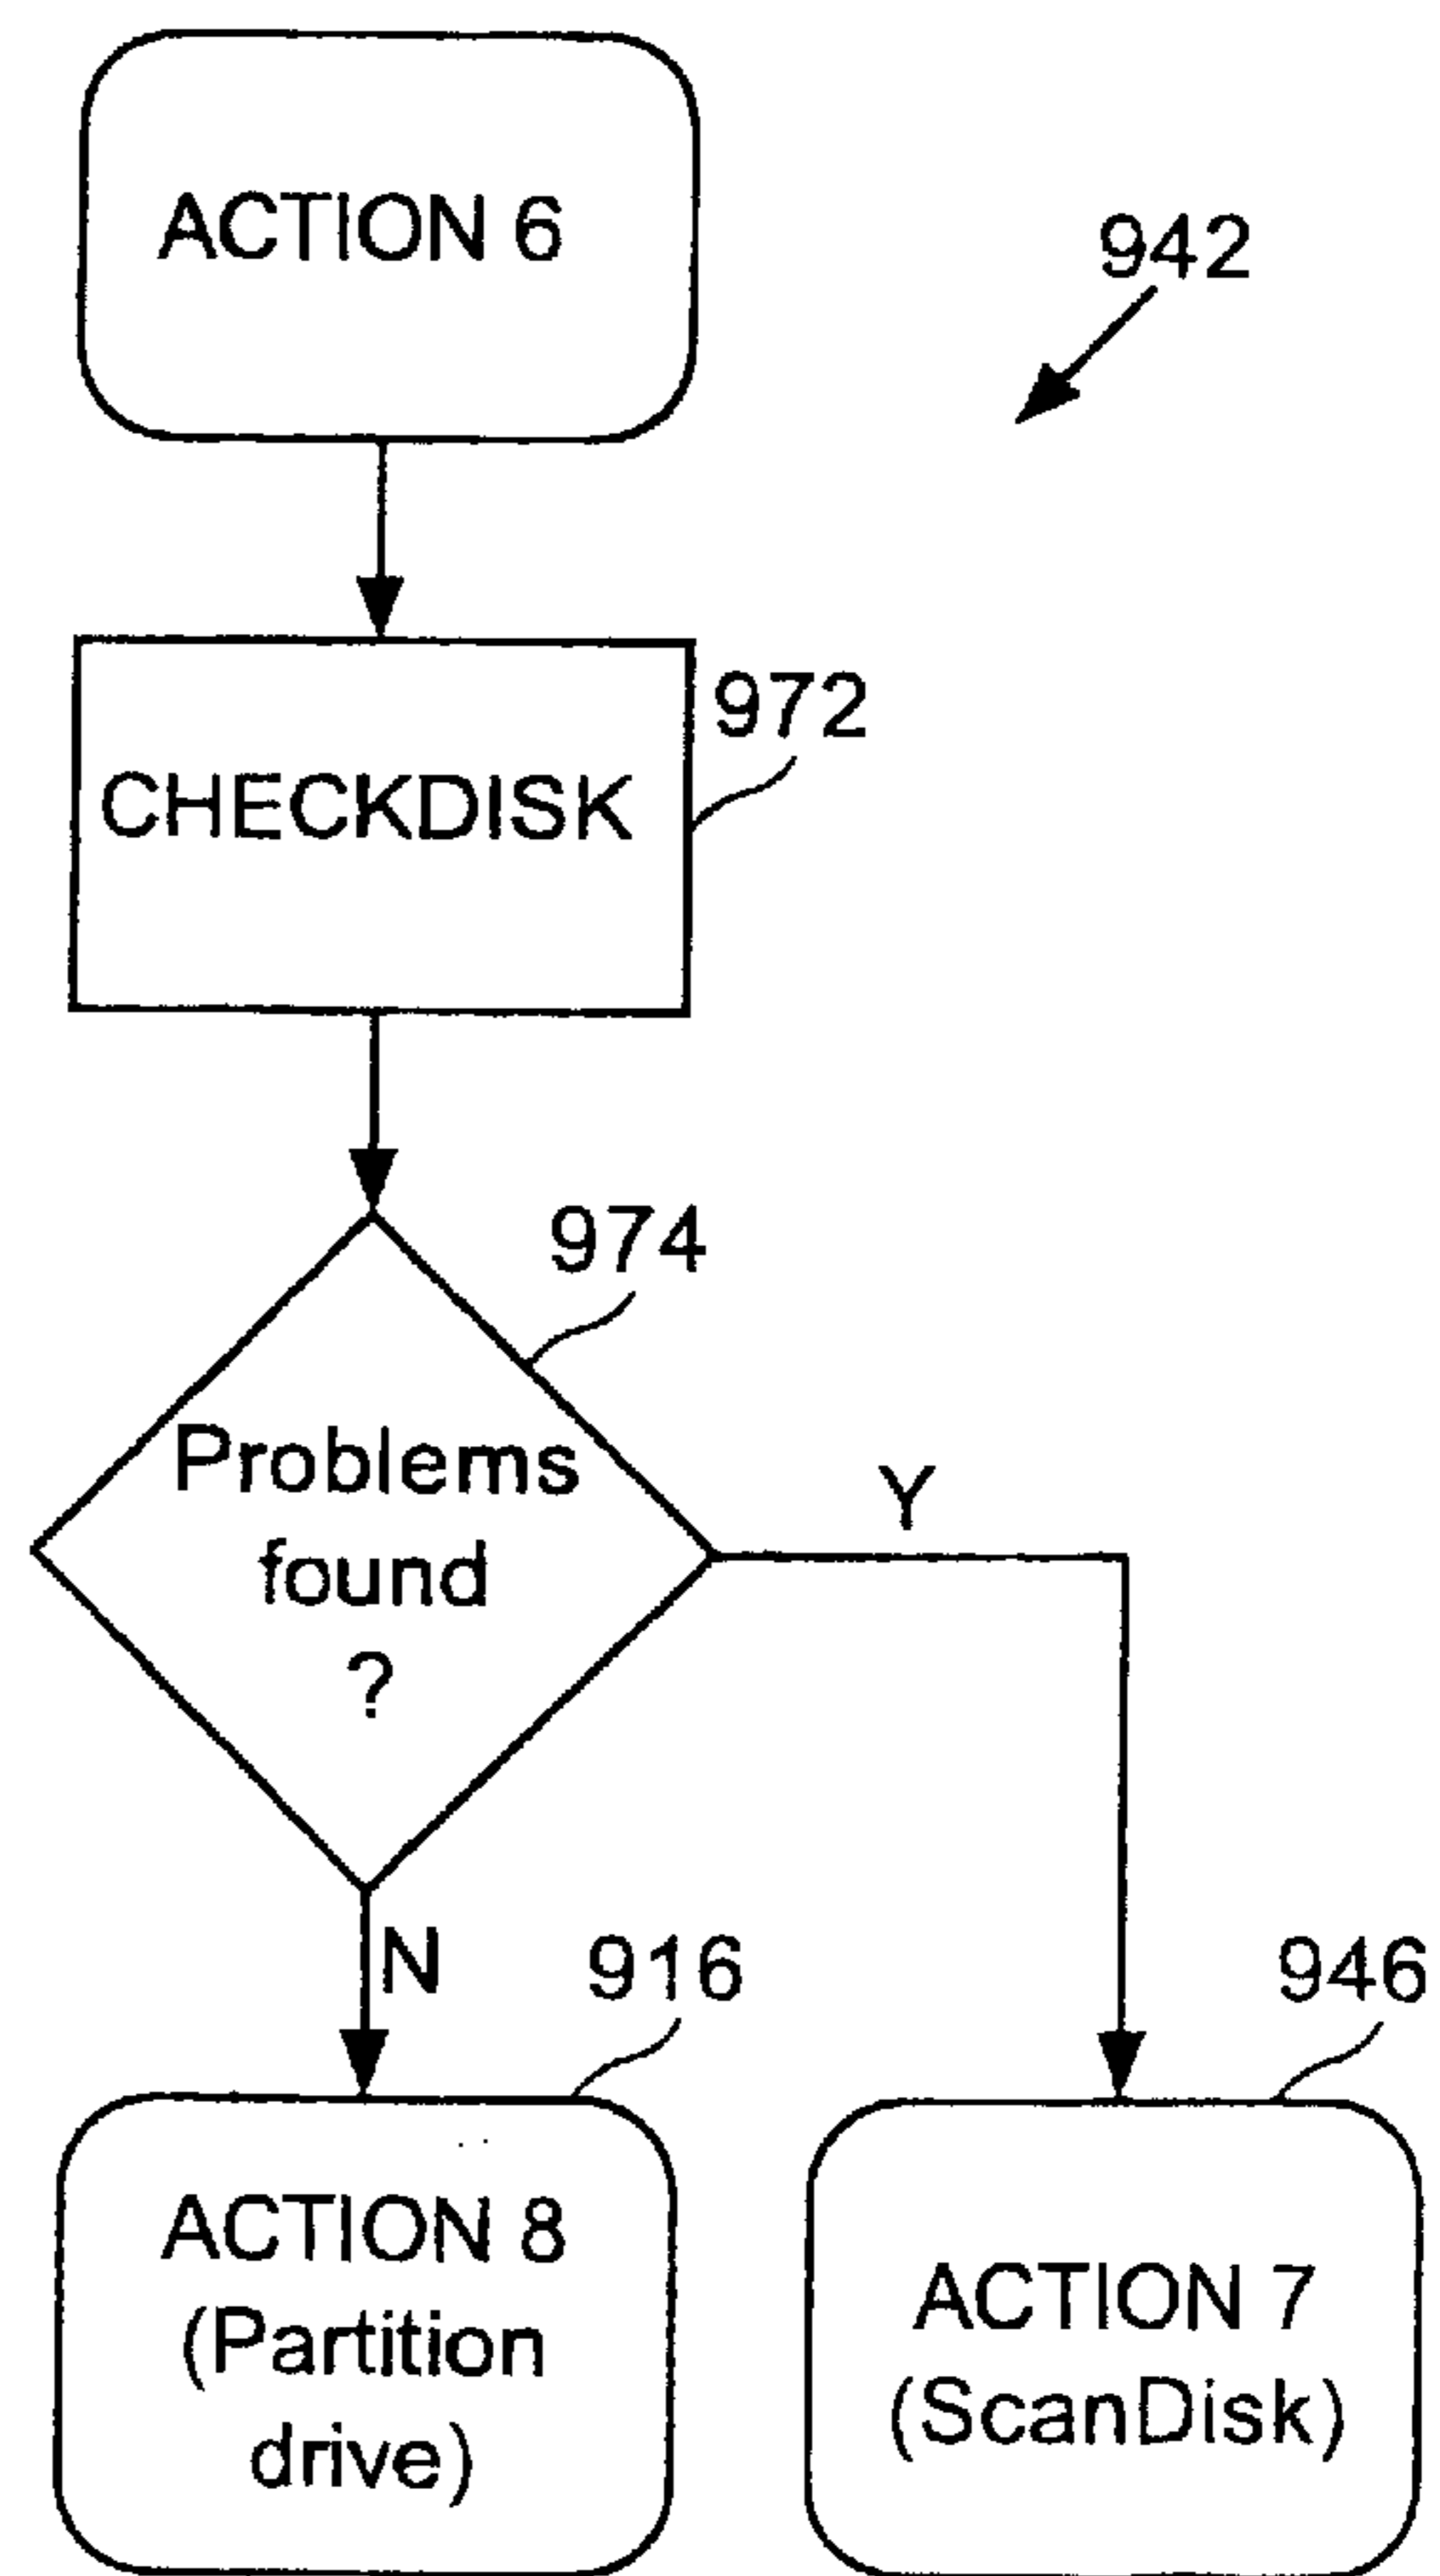 ACTION 6
942
972
CHECKDISK
974
Problems
found
?
Y
N
916
946
ACTION 8
(Partition
drive)
ACTION 7
(ScanDisk)